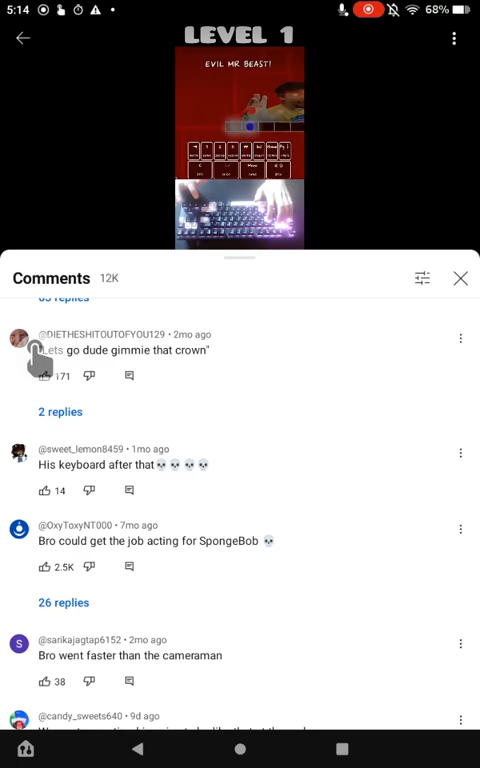 5:14
68%
LEVEL 1
EVIL MR BEAST!
Comments 12K
65 replies
@DIETHESHITOUTOFYOU129 • 2mo ago
"Lets go dude gimmie that crown"
171
2 replies
@sweet_lemon8459 • 1mo ago
His keyboard after that💀💀💀💀
14
@OxyToxyNT000 • 7mo ago
Bro could get the job acting for SpongeBob 💀
2.5K
26 replies
S
@sarikajagtap6152 • 2mo ago
Bro went faster than the cameraman
38
@candy_sweets640 • 9d ago